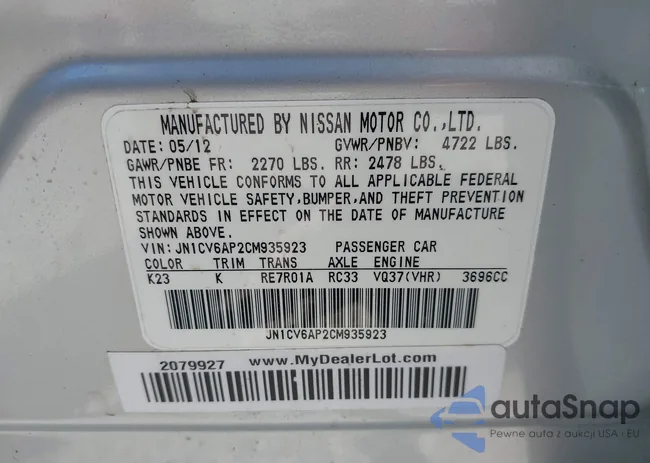 MANUFACTURED BY NISSAN MOTOR CO.,LTD.
DATE: 05/12 GVWR/PNBV: 4722 LBS.
GAWR/PNBE FR: 2270 LBS. RR: 2478 LBS.
THIS VEHICLE CONFORMS TO ALL APPLICABLE FEDERAL
MOTOR VEHICLE SAFETY,BUMPER,AND THEFT PREVENTION
STANDARDS IN EFFECT ON THE DATE OF MANUFACTURE
SHOWN ABOVE.
VIN: JN1CV6AP2CM935923 PASSENGER CAR
COLOR TRIM TRANS AXLE ENGINE
K23 K RE7R01A RC33 VQ37(VHR) 3696CC
JN1CV6AP2CM935923
2079927 www.MyDealerLot.com
autaSnap
Pewne auta z aukcji USA - EU